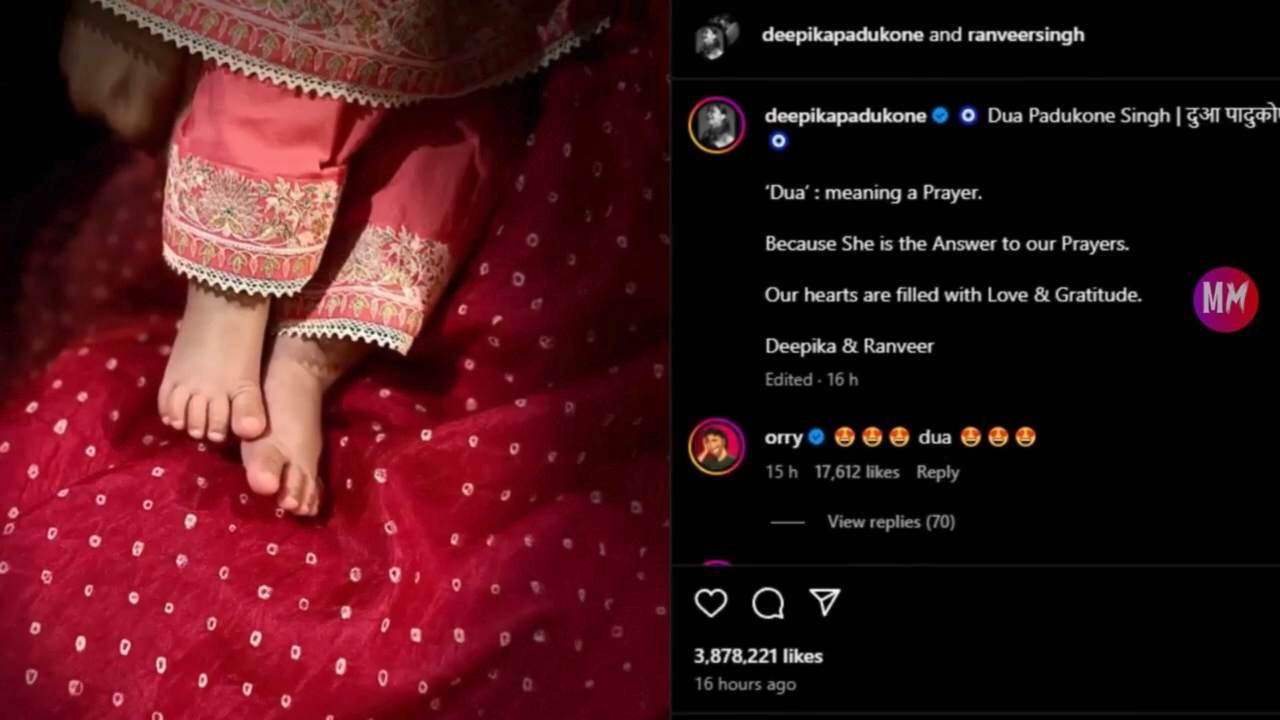 deepikapadukone and ranveersingh
deepikapadukone Dua Padukone Singh | दुआ
'Dua' : meaning a Prayer.
Because She is the Answer to our Prayers.
Our hearts are filled with Love & Gratitude.
Deepika & Ranveer
Edited · 16 h
orry 🤩🤩🤩 dua 🤩🤩🤩
15 h 17,612 likes Reply
View replies (70)
3,878,221 likes
16 hours ago
MM